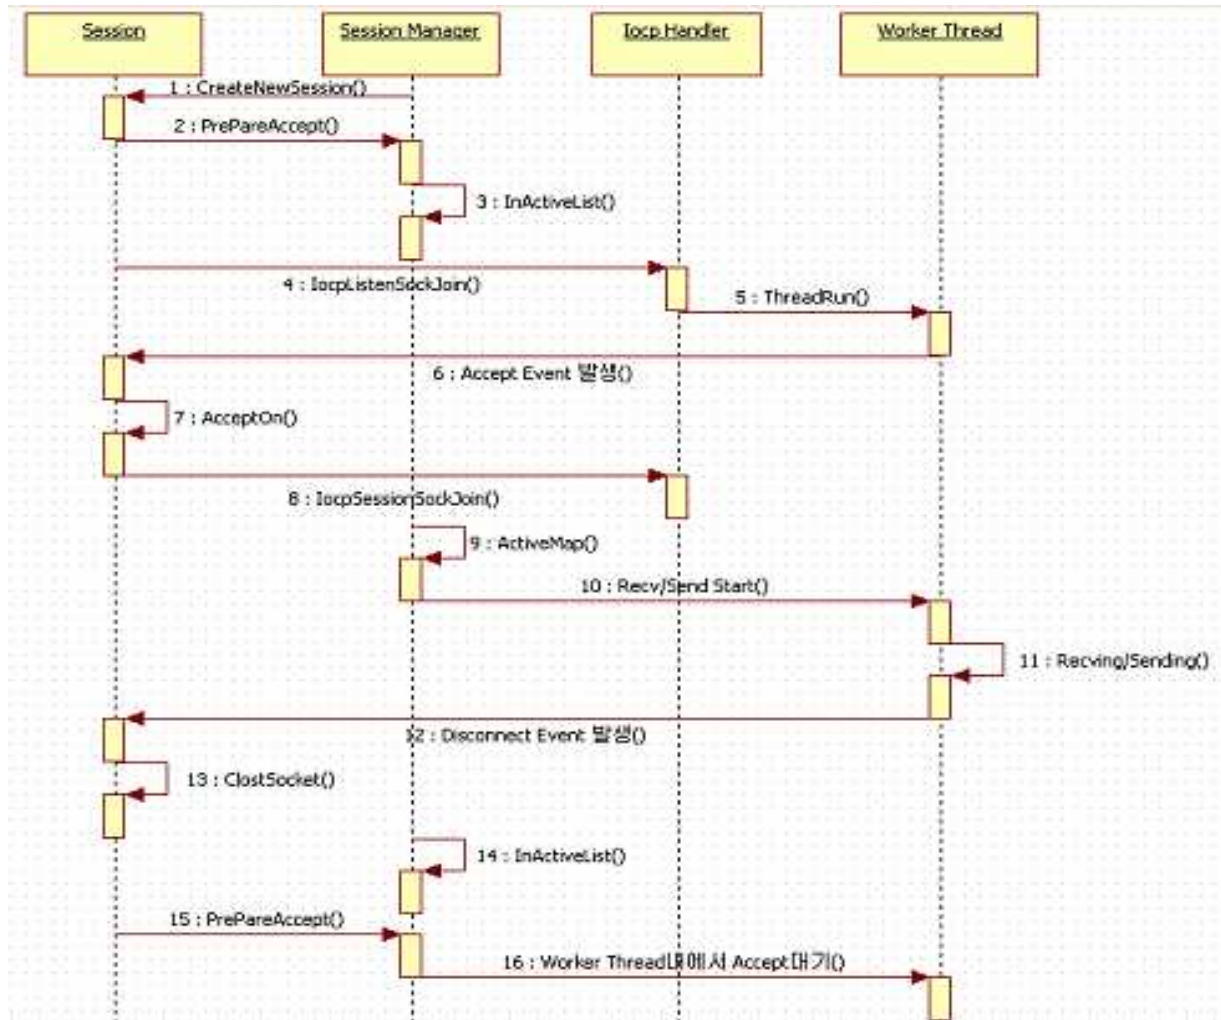 Session
Session Manager
Iocp Handler
Worker Thread
1 : CreateNewSession()
2 : PrePareAccept()
3 : InActiveList()
4 : IocpListenSockJoin()
5 : ThreadRun()
6 : Accept Event 발생()
7 : AcceptOn()
8 : IocpSessionSockJoin()
9 : ActiveMap()
10 : Recv/Send Start()
11 : Recving/Sending()
12 : Disconnect Event 발생()
13 : ClostSocket()
14 : InActiveList()
15 : PrePareAccept()
16 : Worker Thread내에서 Accept대기()